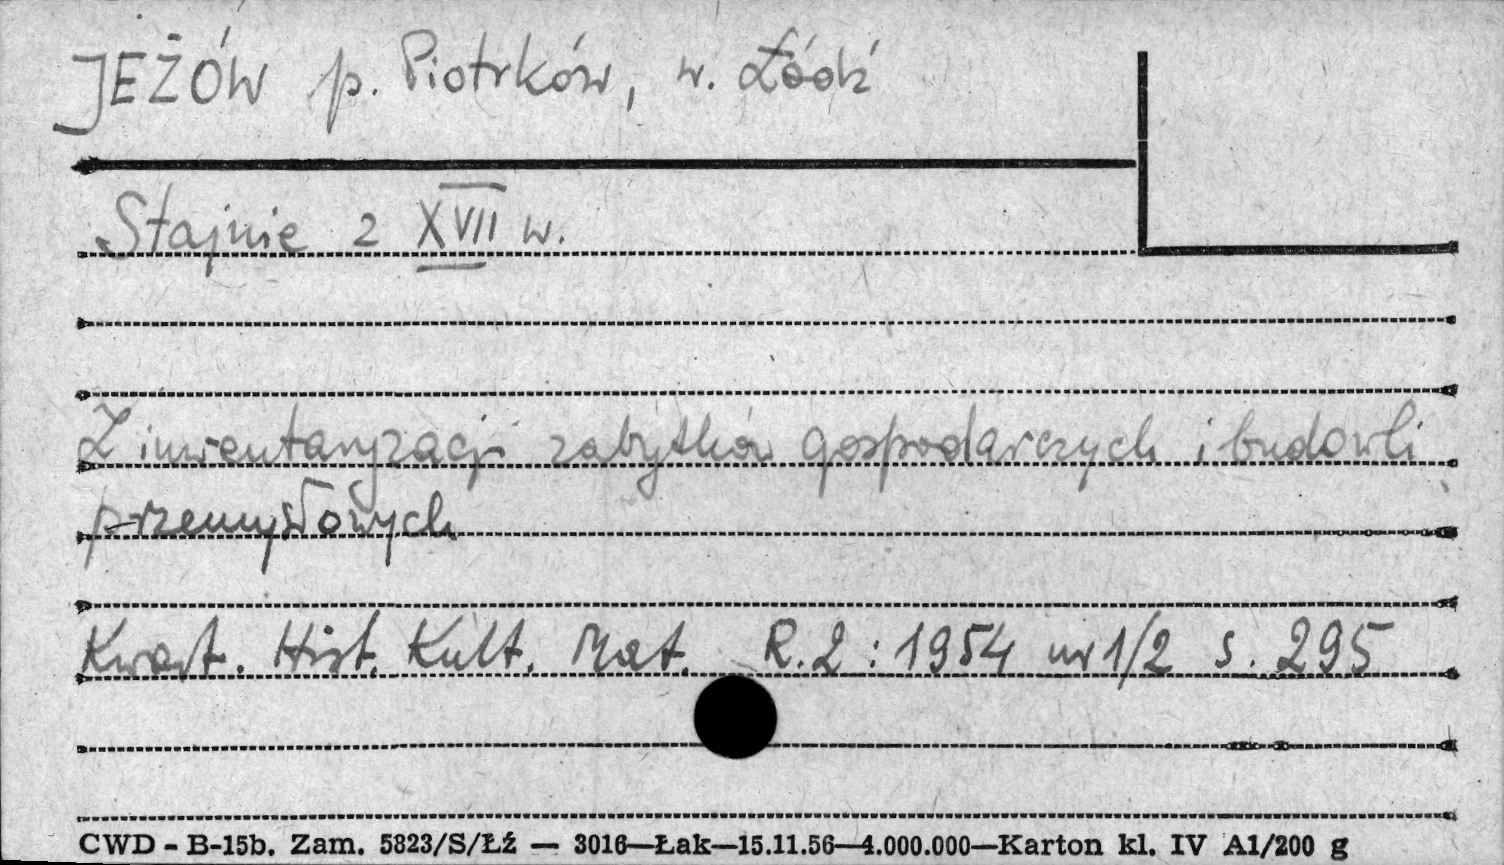 JEŻÓW p. Piotrków, w. Łódź
Stajnie z XVII w.
Z inwentaryzacji zabytków gospodarczych i budowli
przemysłowych
Kwart. Hist. Kult. Mat. R.2:1954 nr 1/2 s. 295
CWD - B-15b. Zam. 5823/S/Łź — 3016—Łak—15.11.56—4.000.000—Karton kl. IV A1/200 g